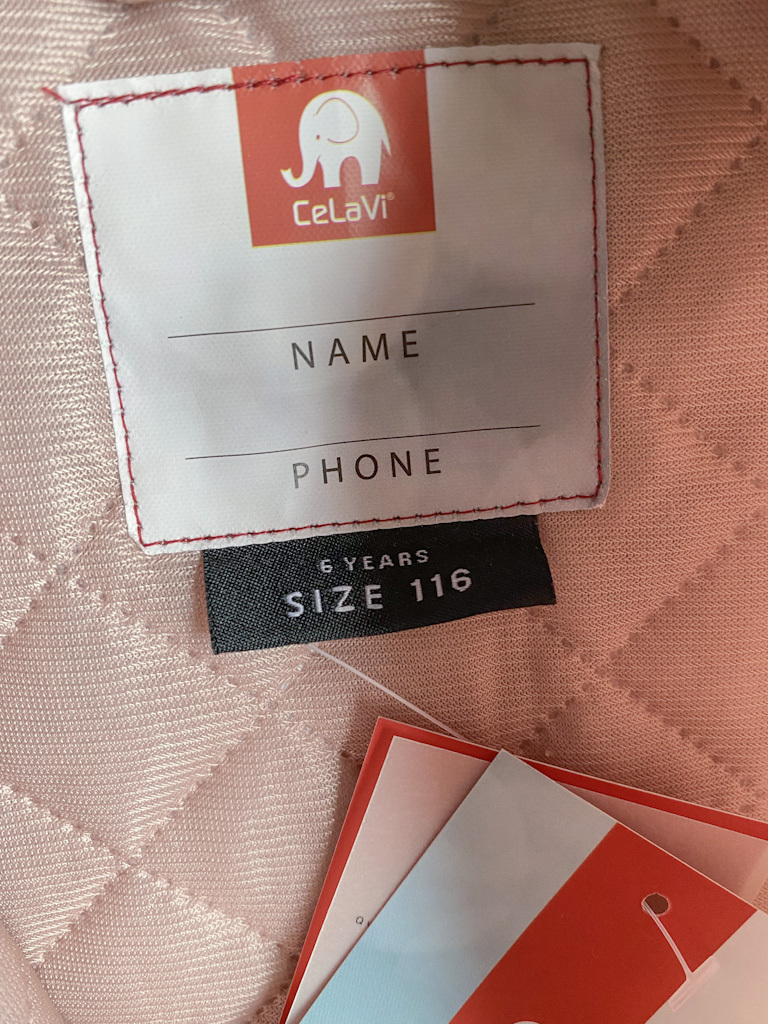 CeLaVi®
NAME
PHONE
6 YEARS
SIZE 116